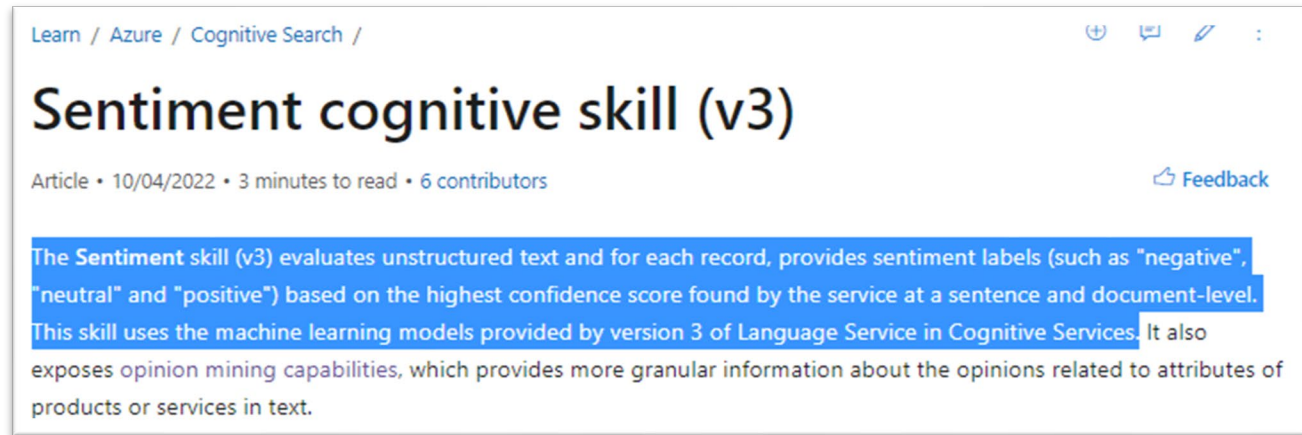 Learn / Azure / Cognitive Search /
Sentiment cognitive skill (v3)
Article • 10/04/2022 • 3 minutes to read • 6 contributors
Feedback
The Sentiment skill (v3) evaluates unstructured text and for each record, provides sentiment labels (such as "negative",
"neutral" and "positive") based on the highest confidence score found by the service at a sentence and document-level.
This skill uses the machine learning models provided by version 3 of Language Service in Cognitive Services. It also
exposes opinion mining capabilities, which provides more granular information about the opinions related to attributes of
products or services in text.